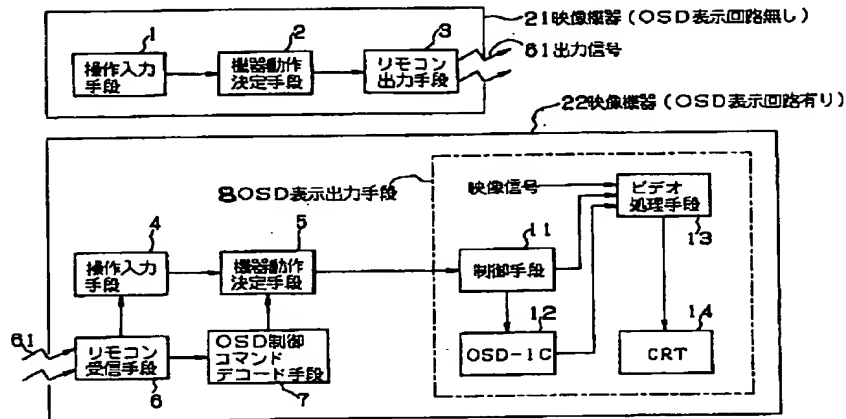 21映像機器(OSD表示回路無し)
1
2
3
61出力信号
操作入力
手段
機器動作
決定手段
リモコン
出力手段
22映像機器(OSD表示回路有り)
8OSD表示出力手段
映像信号
ビデオ
処理手段
13
4
5
11
操作入力
手段
機器動作
決定手段
制御手段
12
14
61
リモコン
受信手段
6
OSD制御
コマンド
デコード手段
7
OSD-IC
CRT